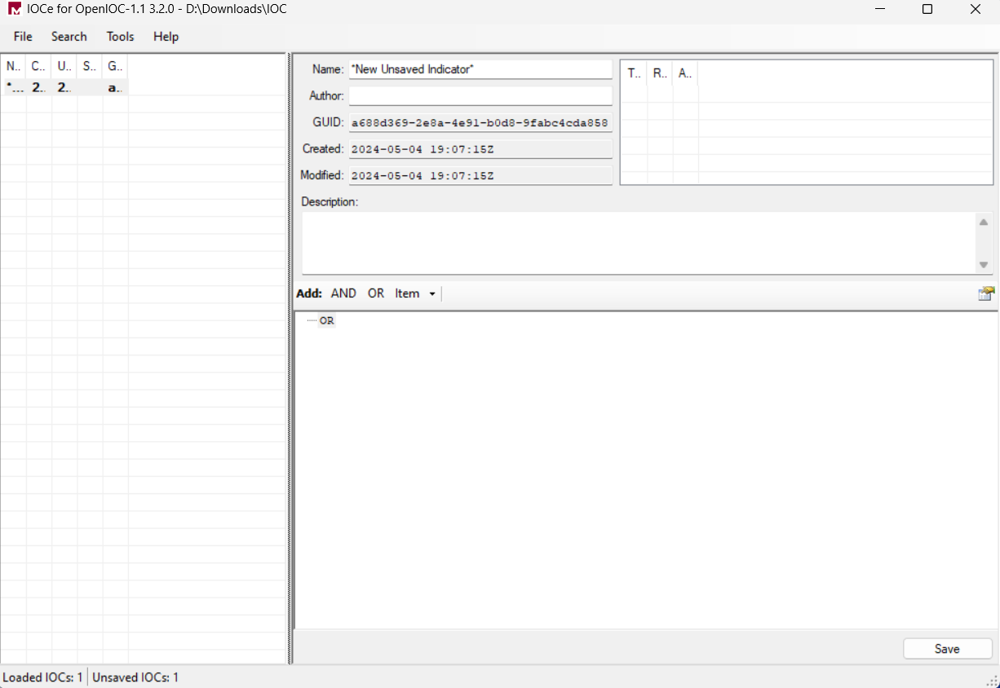 IOCe for OpenIOC-1.1 3.2.0 - D:\Downloads\IOC
File Search Tools Help
N.. C.. U.. S.. G..
*... 2.. 2.. a..
Name: *New Unsaved Indicator*
Author:
GUID: a688d369-2e8a-4e91-b0d8-9fabc4cda858
Created: 2024-05-04 19:07:15Z
Modified: 2024-05-04 19:07:15Z
T.. R.. A..
Description:
Add: AND OR Item
OR
Save
Loaded IOCs: 1 Unsaved IOCs: 1